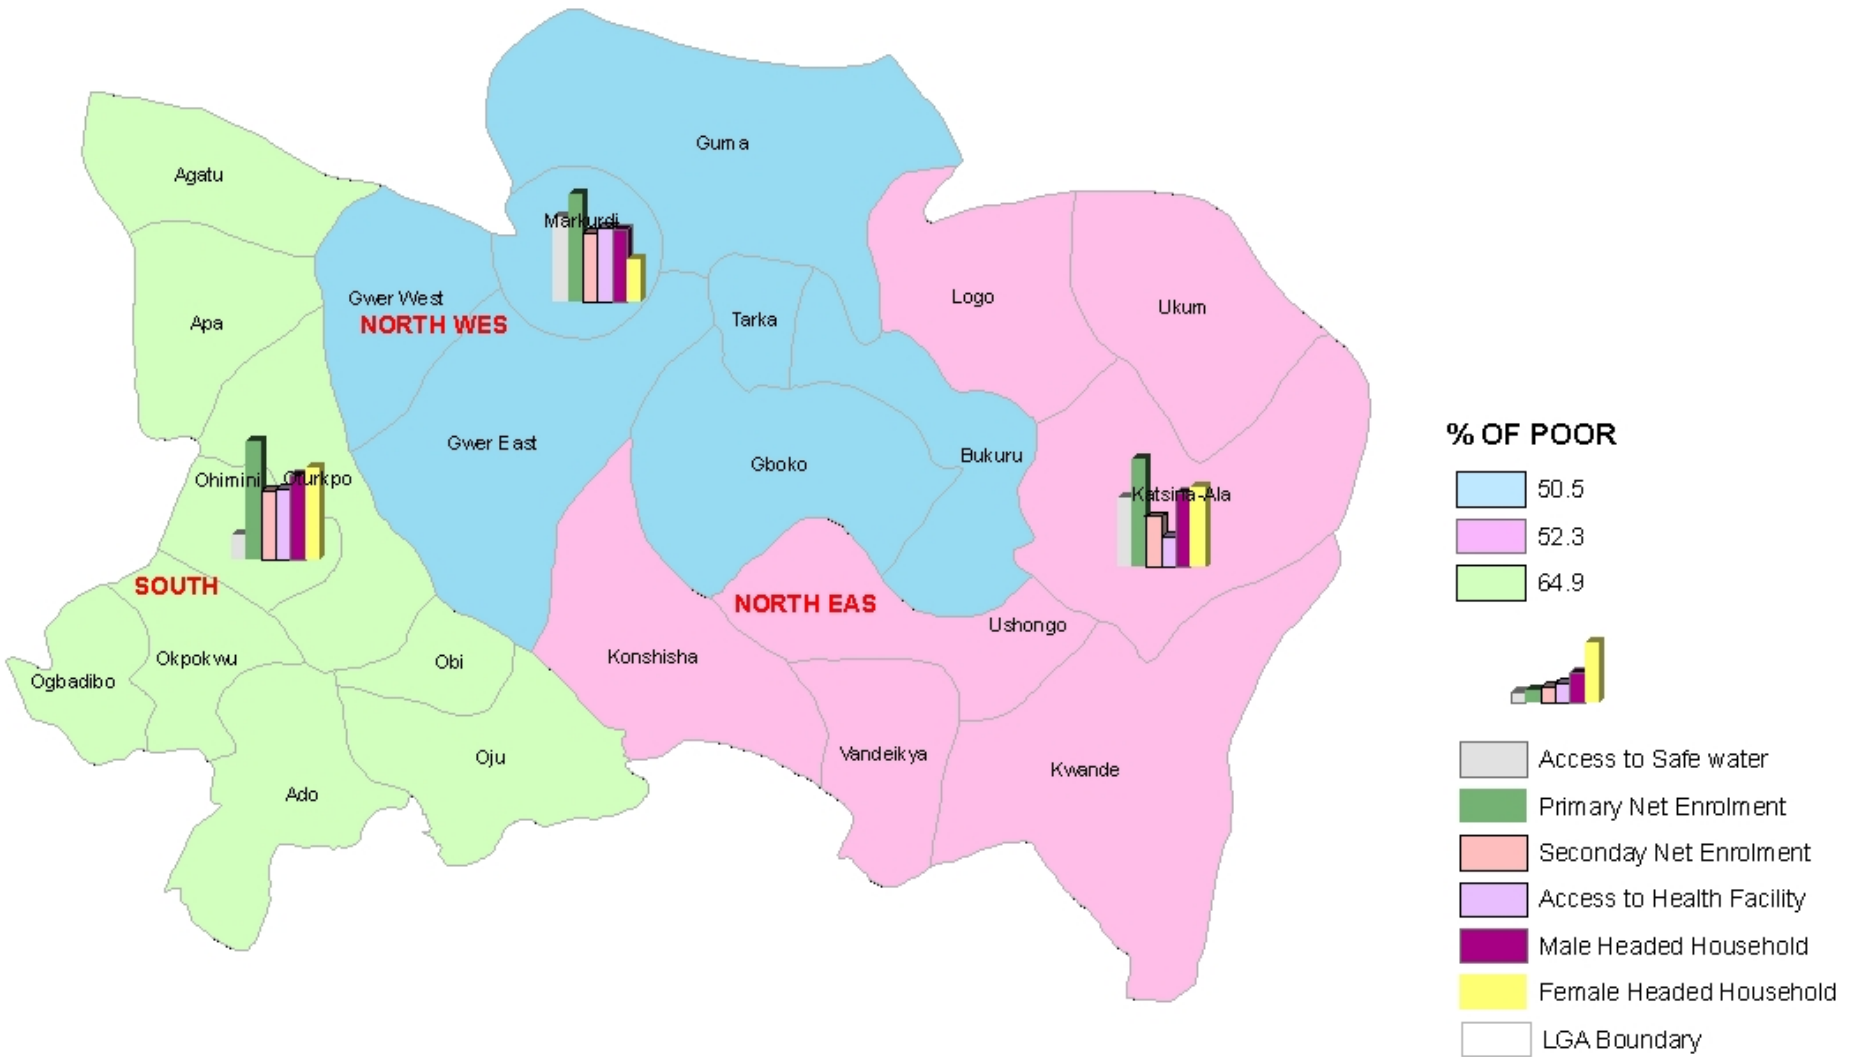 Guma
Agatu
Markurdi
Gwer West
Logo
Ukum
Apa
NORTH WES
Tarka
Gwer East
Gboko
Bukuru
Ohimini
Oturkpo
Katsina-Ala
SOUTH
NORTH EAS
Ushongo
Konshisha
Okpokwu
Obi
Ogbadibo
Vandeikya
Oju
Kwande
Ado
% OF POOR
50.5
52.3
64.9
Access to Safe water
Primary Net Enrolment
Seconday Net Enrolment
Access to Health Facility
Male Headed Household
Female Headed Household
LGA Boundary